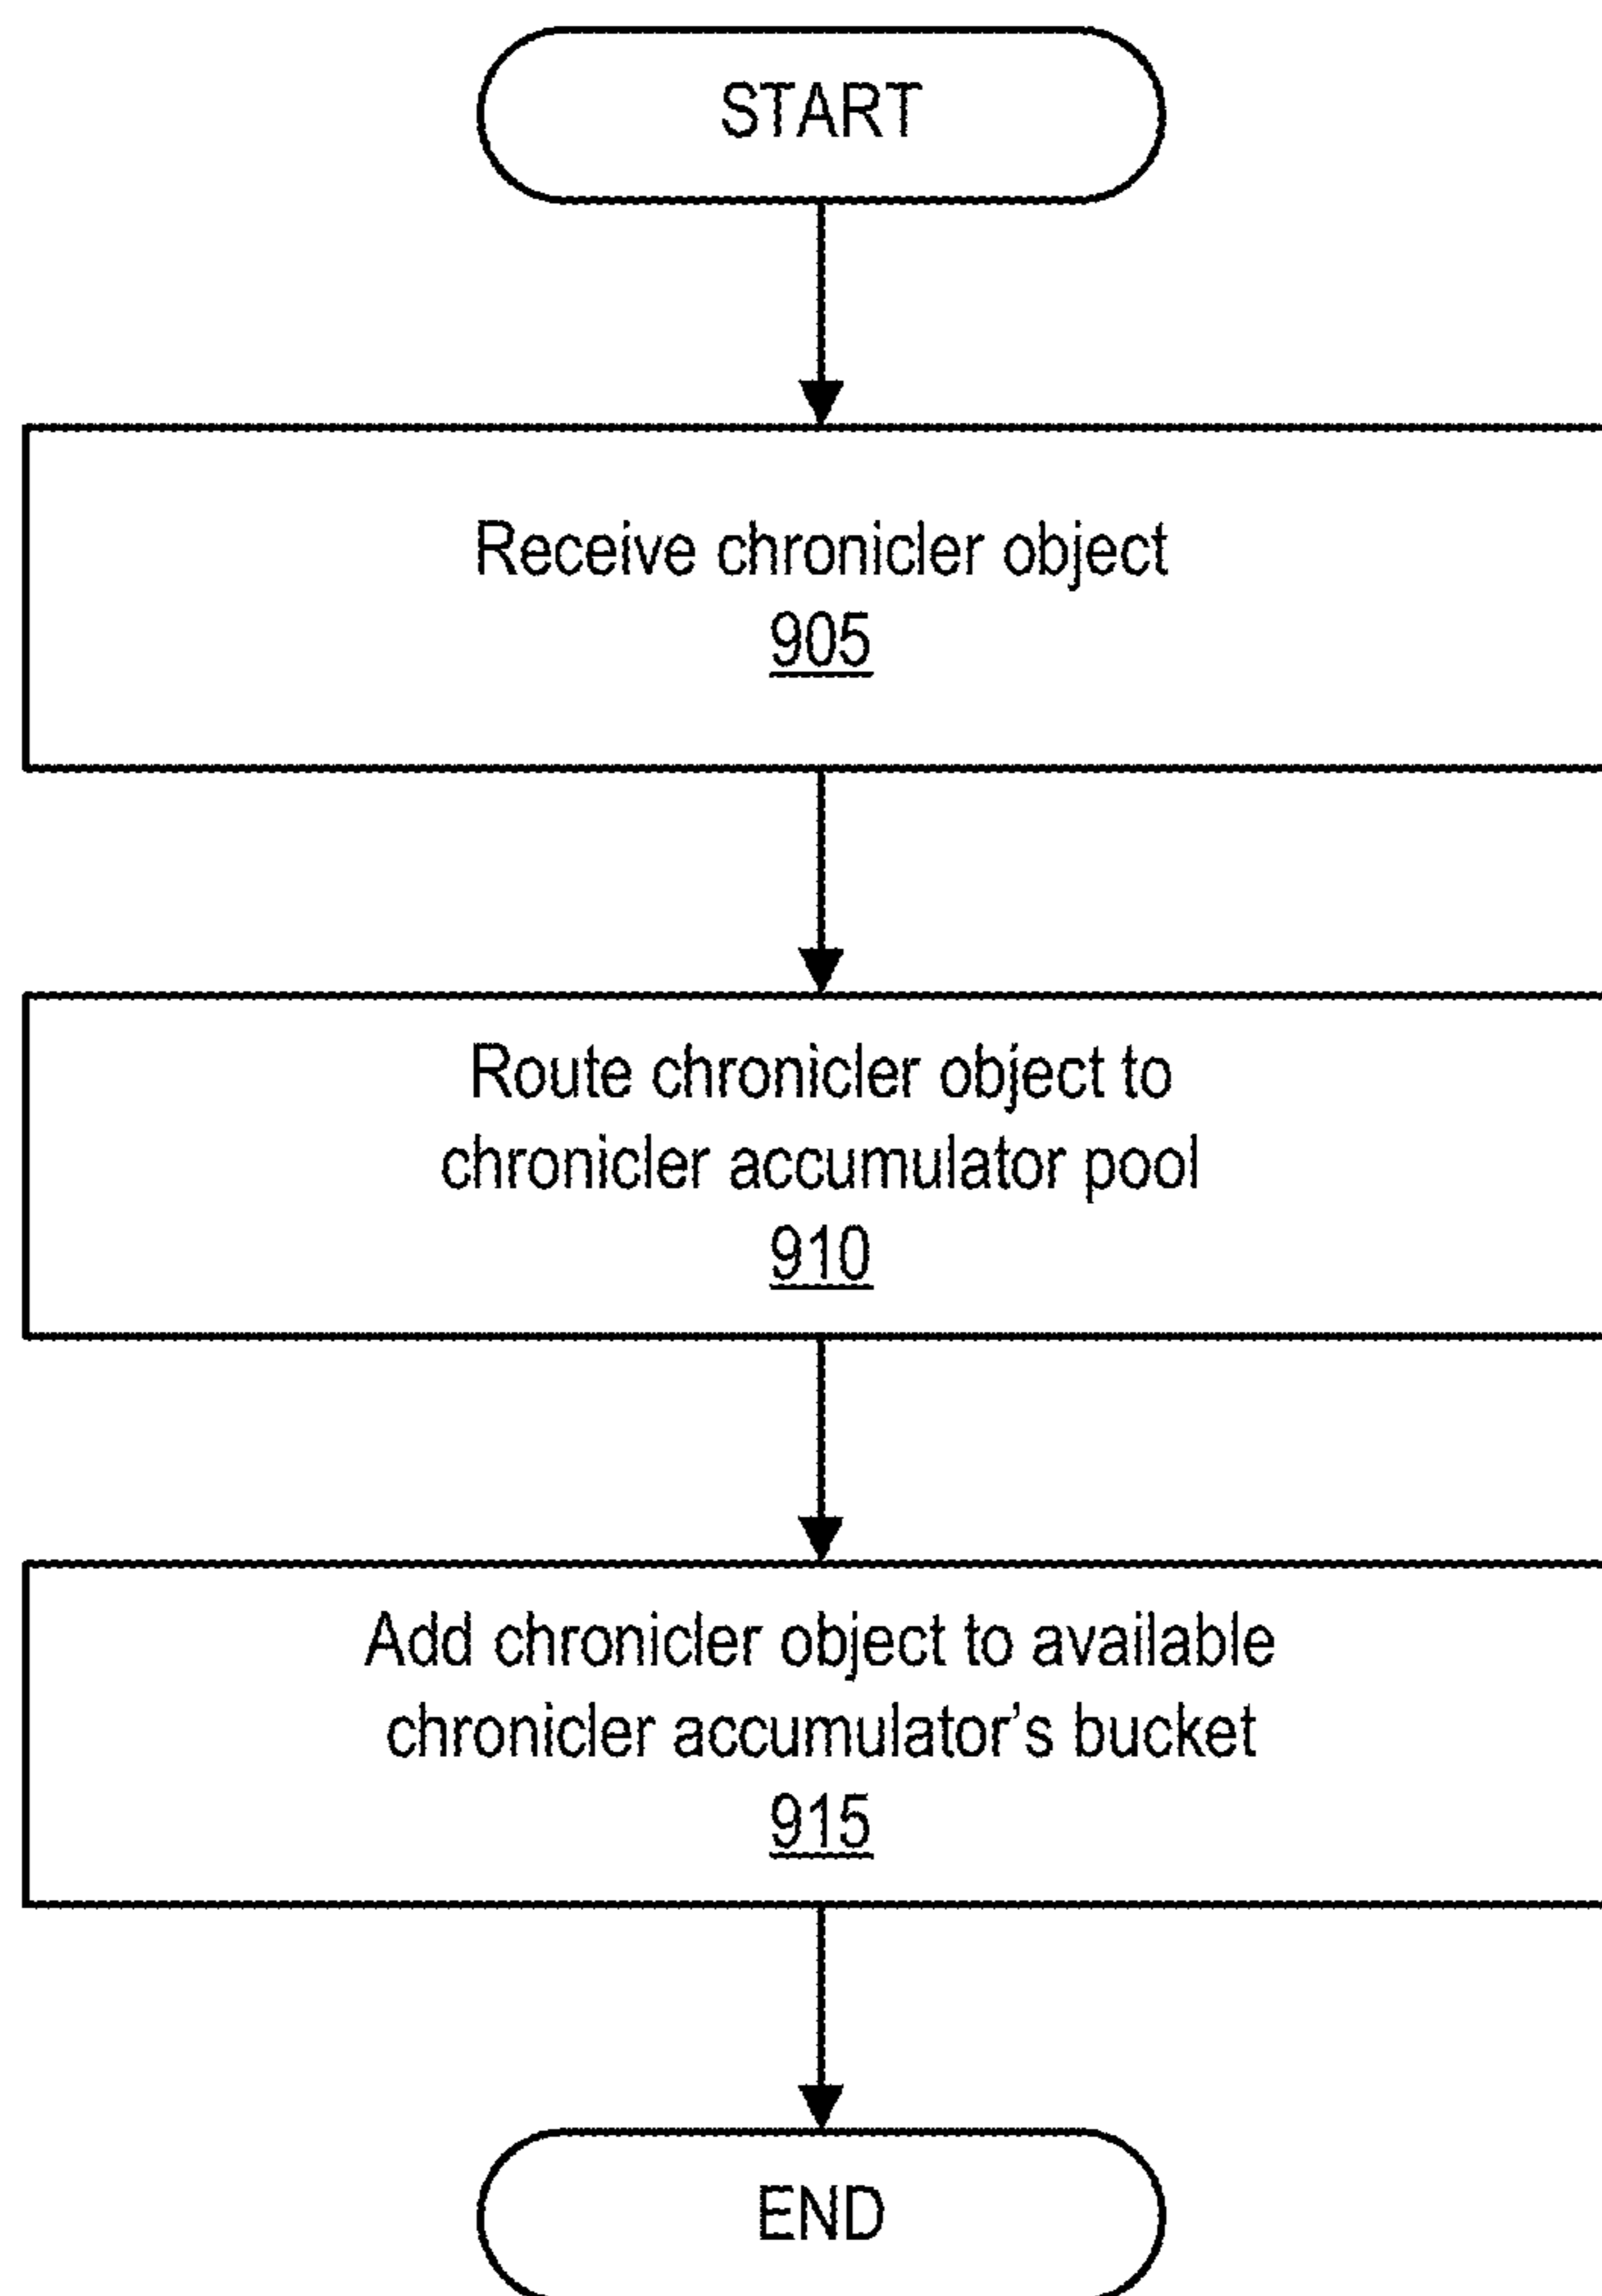 START
Receive chronicler object
905
Route chronicler object to
chronicler accumulator pool
910
Add chronicler object to available
chronicler accumulator’s bucket
915
END